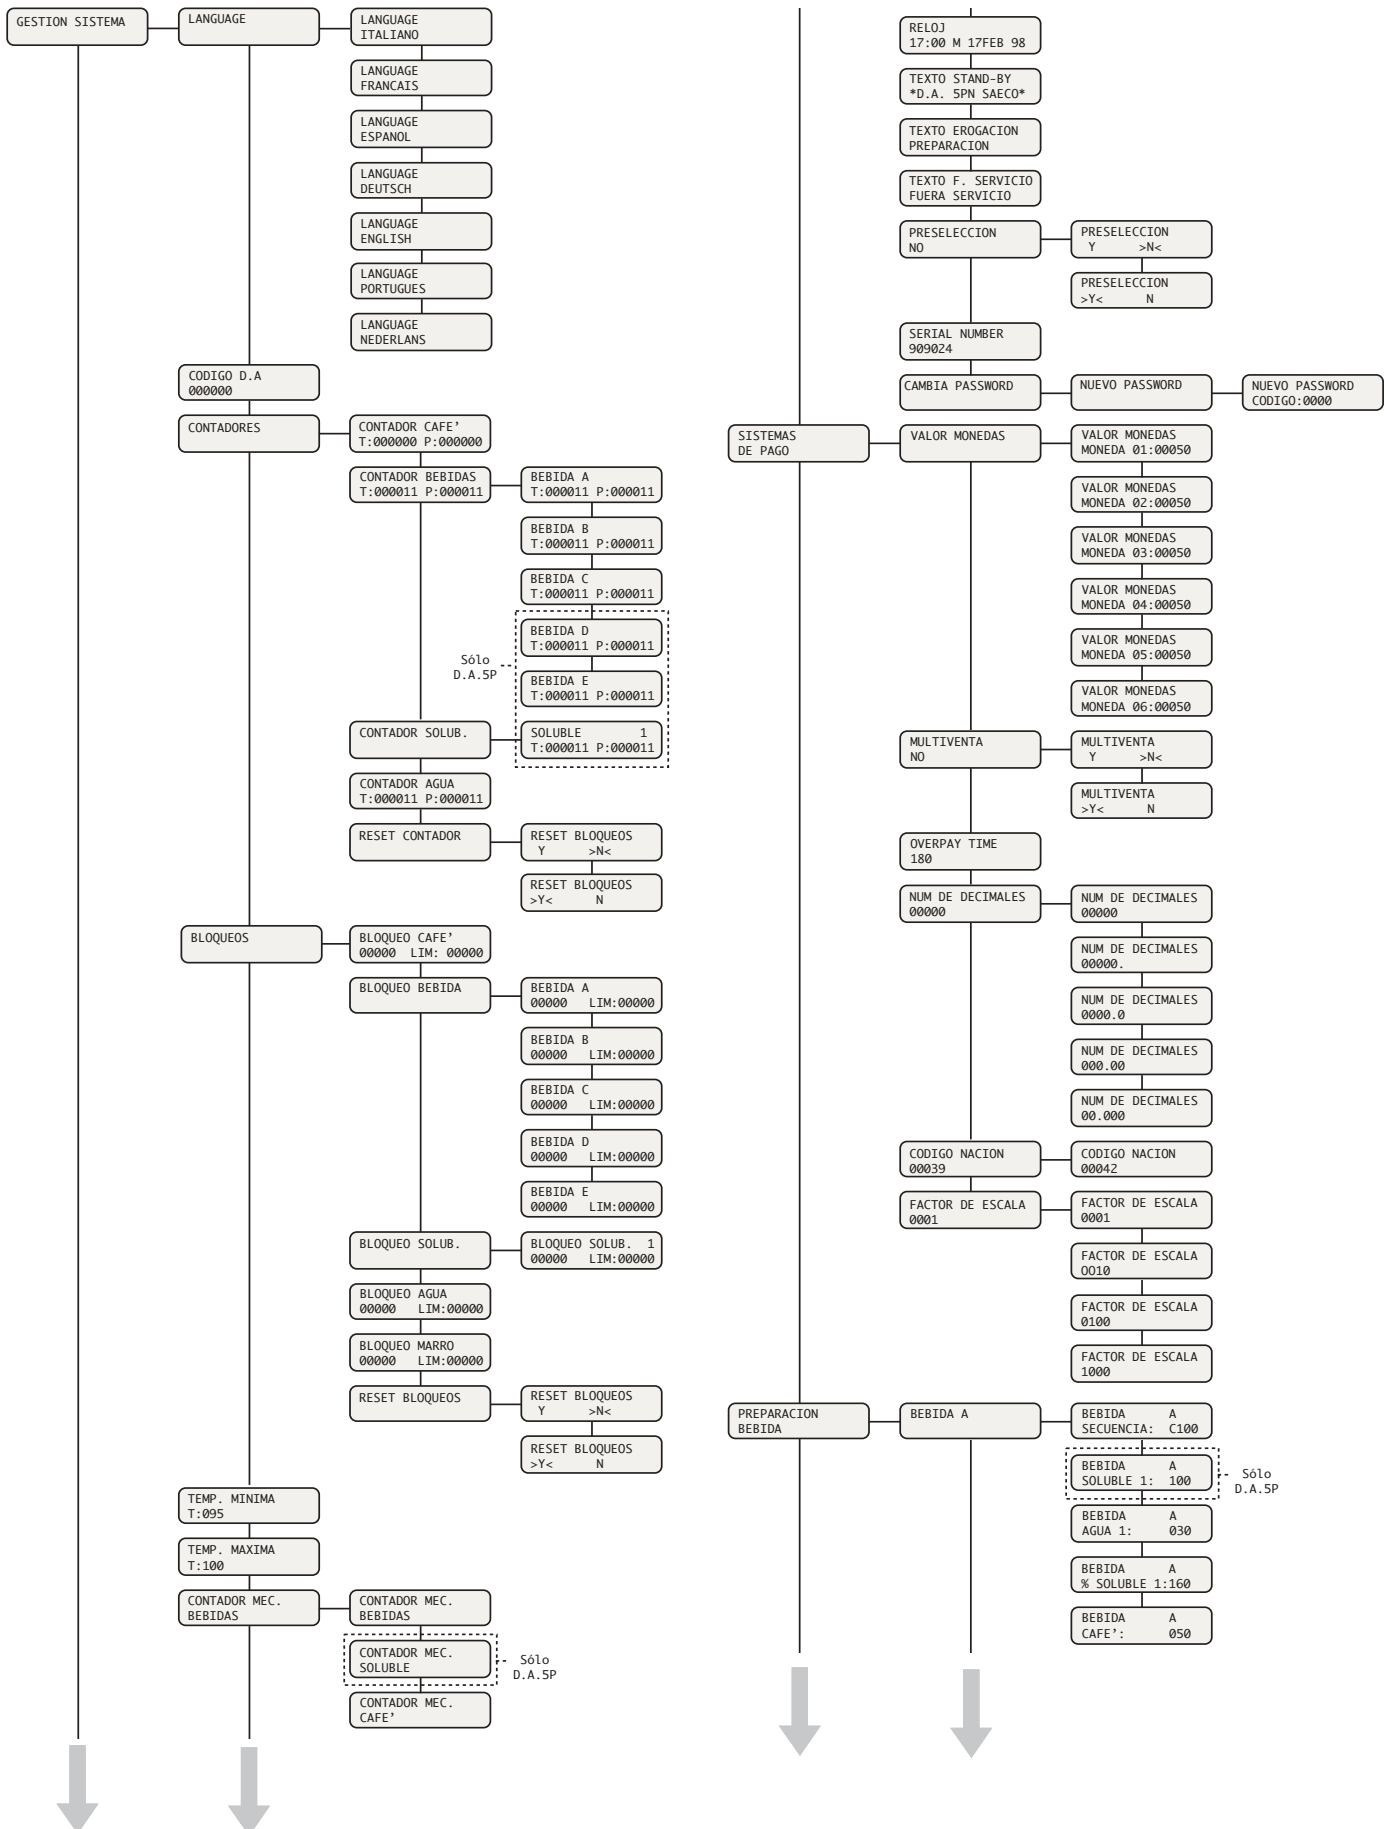 GESTION SISTEMA
LANGUAGE
LANGUAGE
ITALIANO
LANGUAGE
FRANCAIS
LANGUAGE
ESPANOL
LANGUAGE
DEUTSCH
LANGUAGE
ENGLISH
LANGUAGE
PORTUGUES
LANGUAGE
NEDERLANS
CODIGO D.A
000000
CONTADORES
CONTADOR CAFE’
T:000000 P:000000
CONTADOR BEBIDAS
T:000011 P:000011
BEBIDA A
T:000011 P:000011
BEBIDA B
T:000011 P:000011
BEBIDA C
T:000011 P:000011
BEBIDA D
T:000011 P:000011
Sólo
D.A.5P
BEBIDA E
T:000011 P:000011
CONTADOR SOLUB.
SOLUBLE 1
T:000011 P:000011
CONTADOR AGUA
T:000011 P:000011
RESET CONTADOR
RESET BLOQUEOS
Y >N<
RESET BLOQUEOS
>Y< N
BLOQUEOS
BLOQUEO CAFE’
00000 LIM: 00000
BLOQUEO BEBIDA
BEBIDA A
00000 LIM:00000
BEBIDA B
00000 LIM:00000
BEBIDA C
00000 LIM:00000
BEBIDA D
00000 LIM:00000
BEBIDA E
00000 LIM:00000
BLOQUEO SOLUB.
BLOQUEO SOLUB. 1
00000 LIM:00000
BLOQUEO AGUA
00000 LIM:00000
BLOQUEO MARRO
00000 LIM:00000
RESET BLOQUEOS
RESET BLOQUEOS
Y >N<
RESET BLOQUEOS
>Y< N
TEMP. MINIMA
T:095
TEMP. MAXIMA
T:100
CONTADOR MEC.
BEBIDAS
CONTADOR MEC.
BEBIDAS
CONTADOR MEC.
SOLUBLE
Sólo
D.A.5P
CONTADOR MEC.
CAFE’
RELOJ
17:00 M 17FEB 98
TEXTO STAND-BY
*D.A. 5PN SAECO*
TEXTO EROGACION
PREPARACION
TEXTO F. SERVICIO
FUERA SERVICIO
PRESELECCION
NO
PRESELECCION
Y >N<
PRESELECCION
>Y< N
SERIAL NUMBER
909024
CAMBIA PASSWORD
NUEVO PASSWORD
NUEVO PASSWORD
CODIGO:0000
SISTEMAS
DE PAGO
VALOR MONEDAS
VALOR MONEDAS
MONEDA 01:00050
VALOR MONEDAS
MONEDA 02:00050
VALOR MONEDAS
MONEDA 03:00050
VALOR MONEDAS
MONEDA 04:00050
VALOR MONEDAS
MONEDA 05:00050
VALOR MONEDAS
MONEDA 06:00050
MULTIVENTA
NO
MULTIVENTA
Y >N<
MULTIVENTA
>Y< N
OVERPAY TIME
180
NUM DE DECIMALES
00000
NUM DE DECIMALES
00000
NUM DE DECIMALES
00000.
NUM DE DECIMALES
0000.0
NUM DE DECIMALES
000.00
NUM DE DECIMALES
00.000
CODIGO NACION
00039
CODIGO NACION
00042
FACTOR DE ESCALA
0001
FACTOR DE ESCALA
0001
FACTOR DE ESCALA
OO10
FACTOR DE ESCALA
0100
FACTOR DE ESCALA
1000
PREPARACION
BEBIDA
BEBIDA A
BEBIDA A
SECUENCIA: C100
BEBIDA A
SOLUBLE 1: 100
Sólo
D.A.5P
BEBIDA A
AGUA 1: 030
BEBIDA A
% SOLUBLE 1:160
BEBIDA A
CAFE’: 050